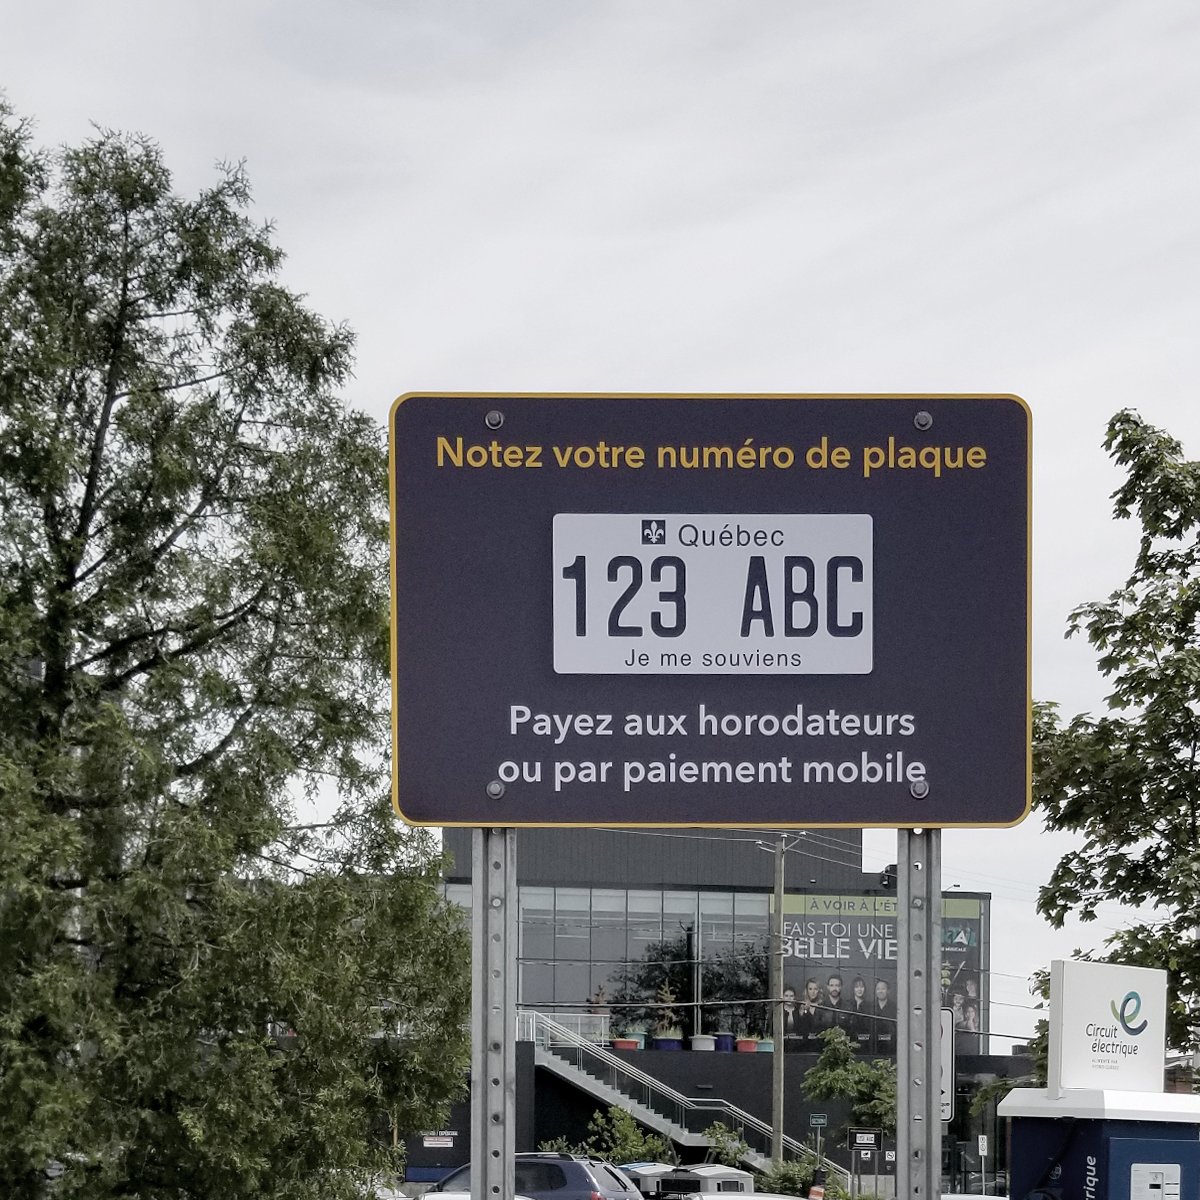 Notez votre numéro de plaque
Québec
123 ABC
Je me souviens
Payez aux horodateurs
ou par paiement mobile
À VOIR À L'ÉT
FAIS-TOI UNE
BELLE VIE
Circuit
électrique
trique